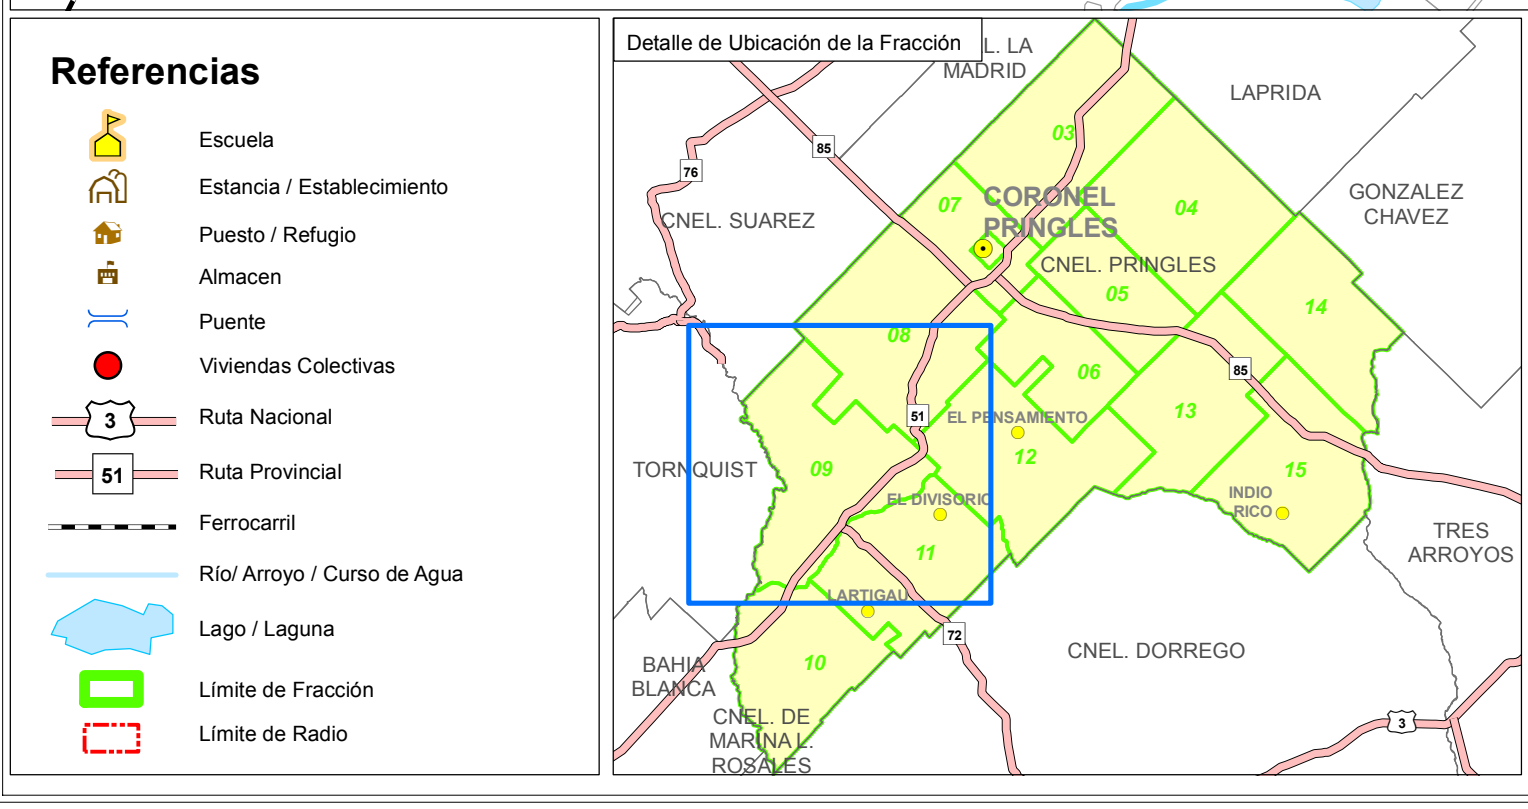 Referencias
Escuela
Estancia / Establecimiento
Puesto / Refugio
Almacen
Puente
Viviendas Colectivas
3
Ruta Nacional
51
Ruta Provincial
Ferrocarril
Río/ Arroyo / Curso de Agua
Lago / Laguna
Límite de Fracción
Límite de Radio
Detalle de Ubicación de la Fracción
L. LA
MADRID
LAPRIDA
03
85
76
GONZALEZ
CHAVEZ
CORONEL
PRINGLES
07
04
CNEL. SUAREZ
CNEL. PRINGLES
05
14
08
06
85
51
EL PENSAMIENTO
13
12
TORNQUIST
09
15
EL DIVISORIO
INDIO
RICO
TRES
ARROYOS
11
LARTIGAU
72
CNEL. DORREGO
10
BAHIA
BLANCA
CNEL. DE
MARINA L.
ROSALES
3